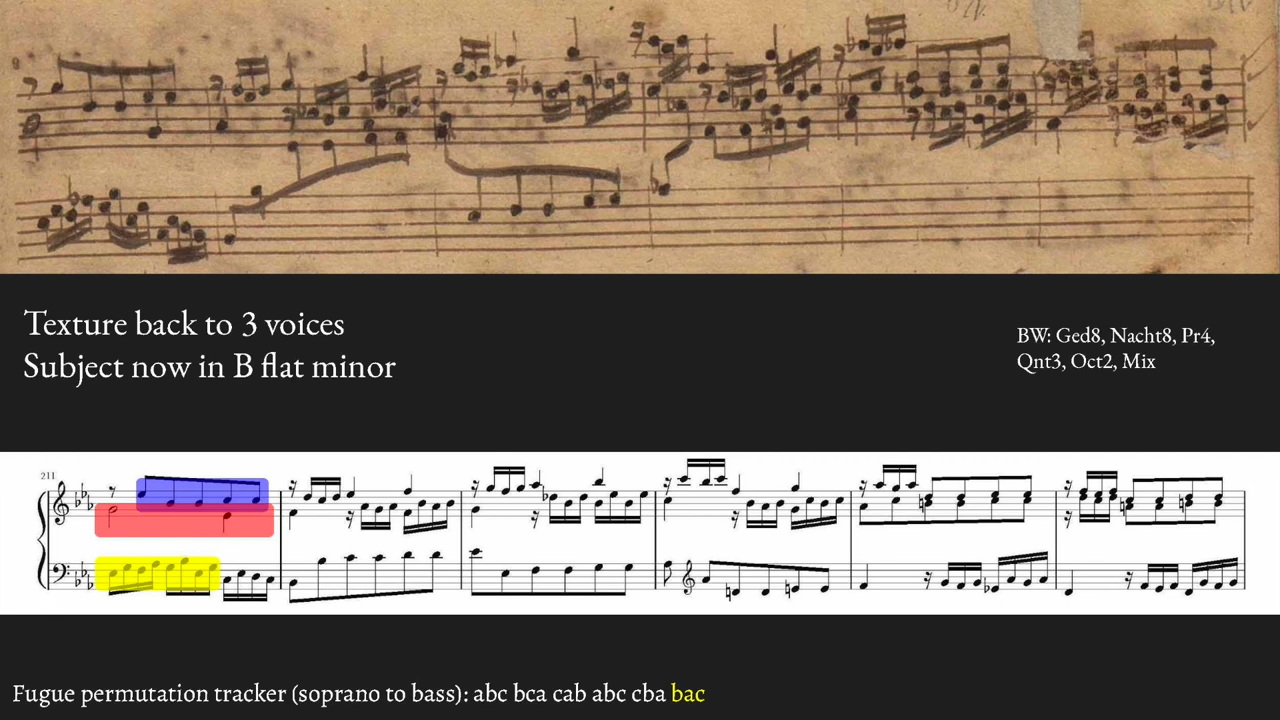 Texture back to 3 voices
Subject now in B flat minor
BW: Ged8, Nacht8, Pr4,
Qnt3, Oct2, Mix
211
Fugue permutation tracker (soprano to bass): abc bca cab abc cba bac